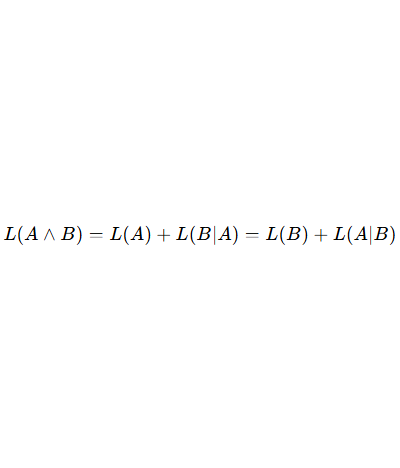 L(A ∧ B) = L(A) + L(B|A) = L(B) + L(A|B)